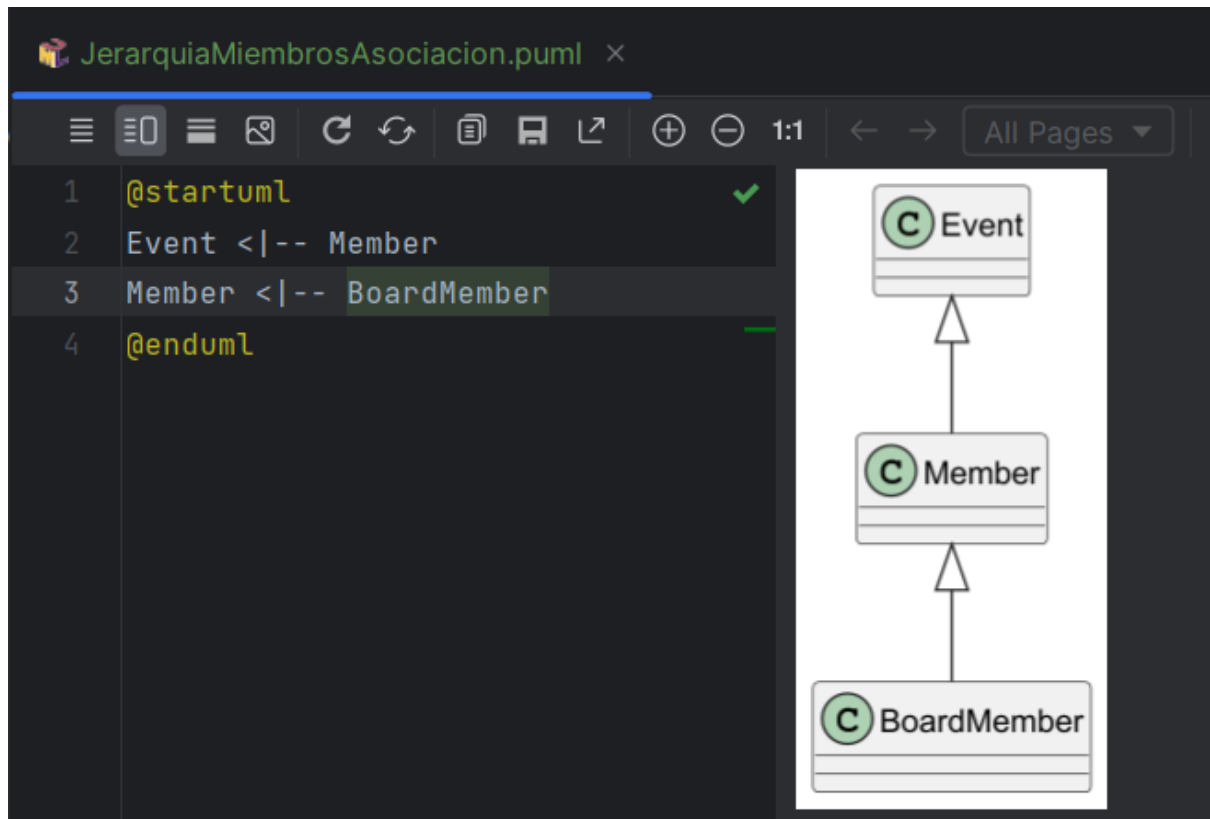 JerarquiaMiembrosAsociacion.puml ×
1:1 All Pages
1 @startuml
2 Event <|-- Member
3 Member <|-- BoardMember
4 @enduml
C Event
C Member
C BoardMember